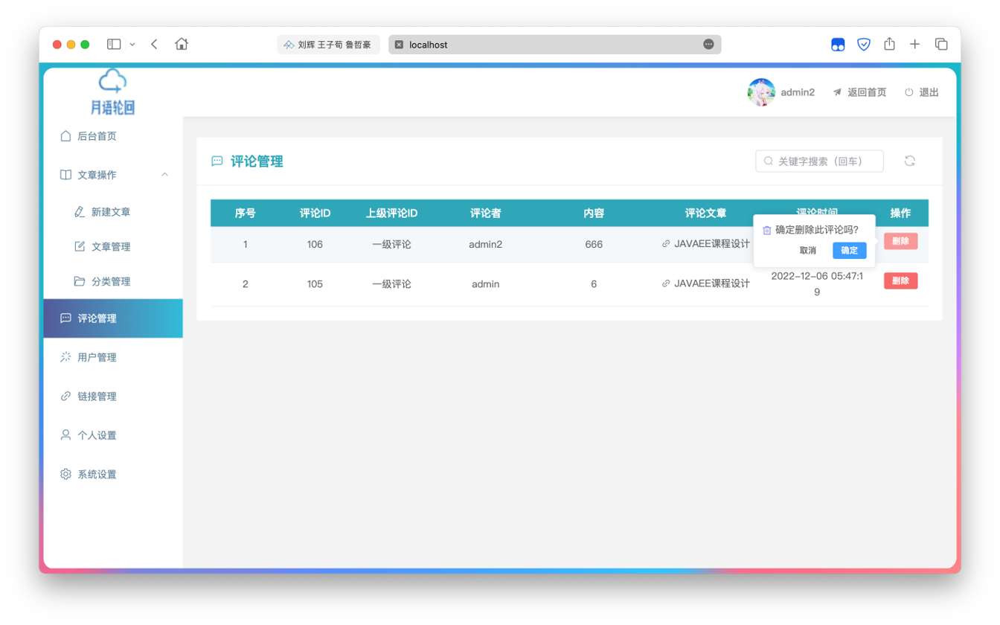 刘辉 王子荀 鲁哲豪
localhost
月语轮回
admin2
返回首页
退出
后台首页
文章操作
新建文章
文章管理
分类管理
评论管理
用户管理
链接管理
个人设置
系统设置
评论管理
关键字搜索（回车）
序号 评论ID 上级评论ID 评论者 内容 评论文章 评论时间 操作
1 106 一级评论 admin2 666 JAVAEE课程设计 删除
确定删除此评论吗?
取消 确定
2 105 一级评论 admin 6 JAVAEE课程设计 2022-12-06 05:47:1 删除
9